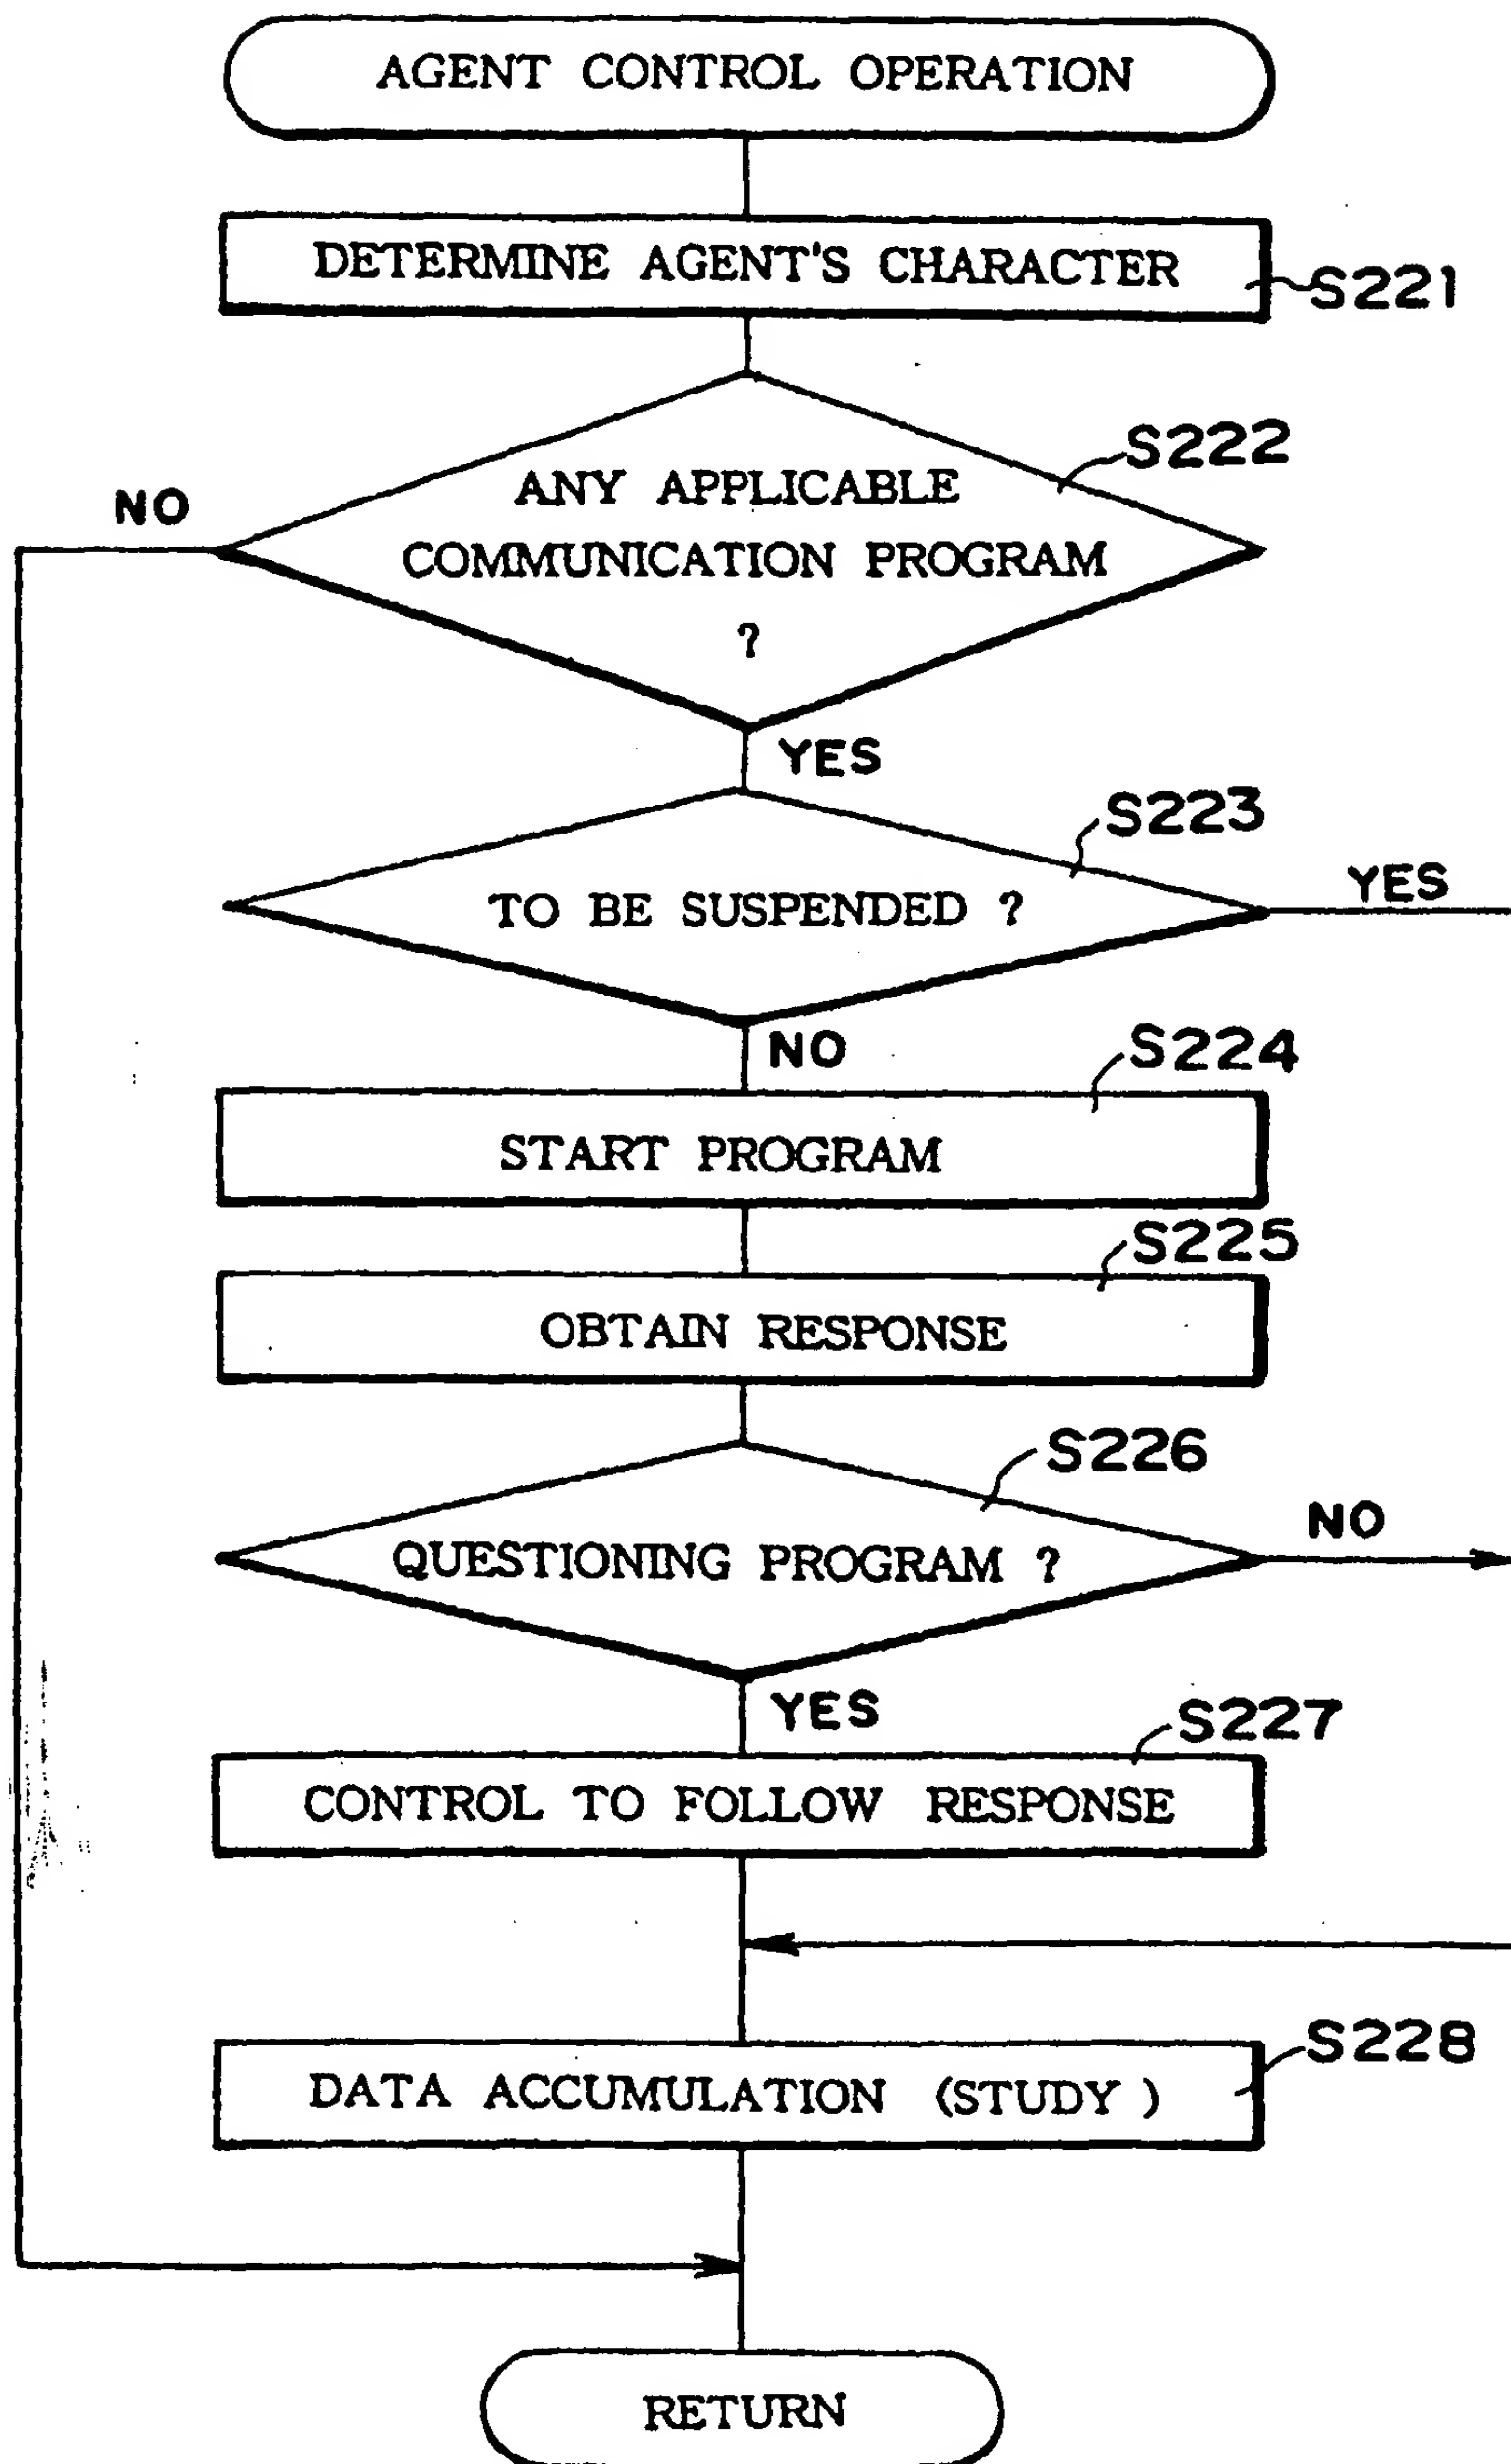 AGENT CONTROL OPERATION
DETERMINE AGENT'S CHARACTER
S221
S222
NO
ANY APPLICABLE
COMMUNICATION PROGRAM
?
YES
S223
YES
TO BE SUSPENDED ?
NO
S224
START PROGRAM
S225
OBTAIN RESPONSE
S226
NO
QUESTIONING PROGRAM ?
YES
S227
CONTROL TO FOLLOW RESPONSE
S228
DATA ACCUMULATION (STUDY)
RETURN